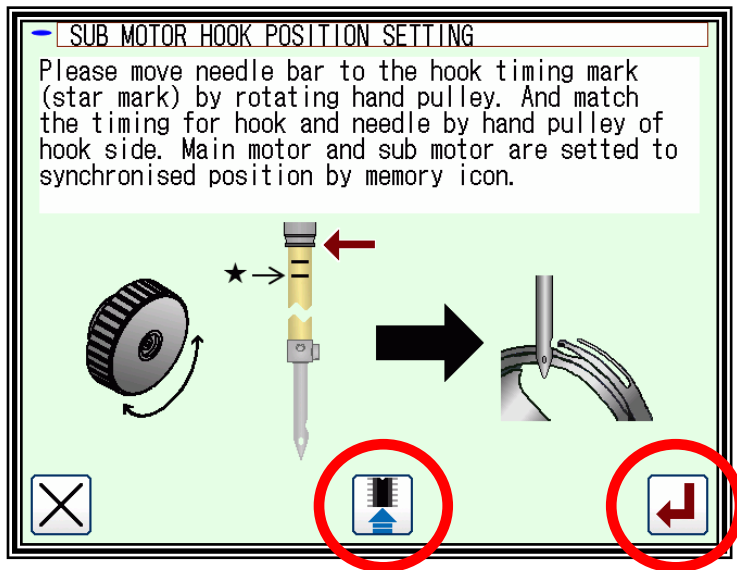 SUB MOTOR HOOK POSITION SETTING
Please move needle bar to the hook timing mark
(star mark) by rotating hand pulley. And match
the timing for hook and needle by hand pulley of
hook side. Main motor and sub motor are setted to
synchronised position by memory icon.
★→